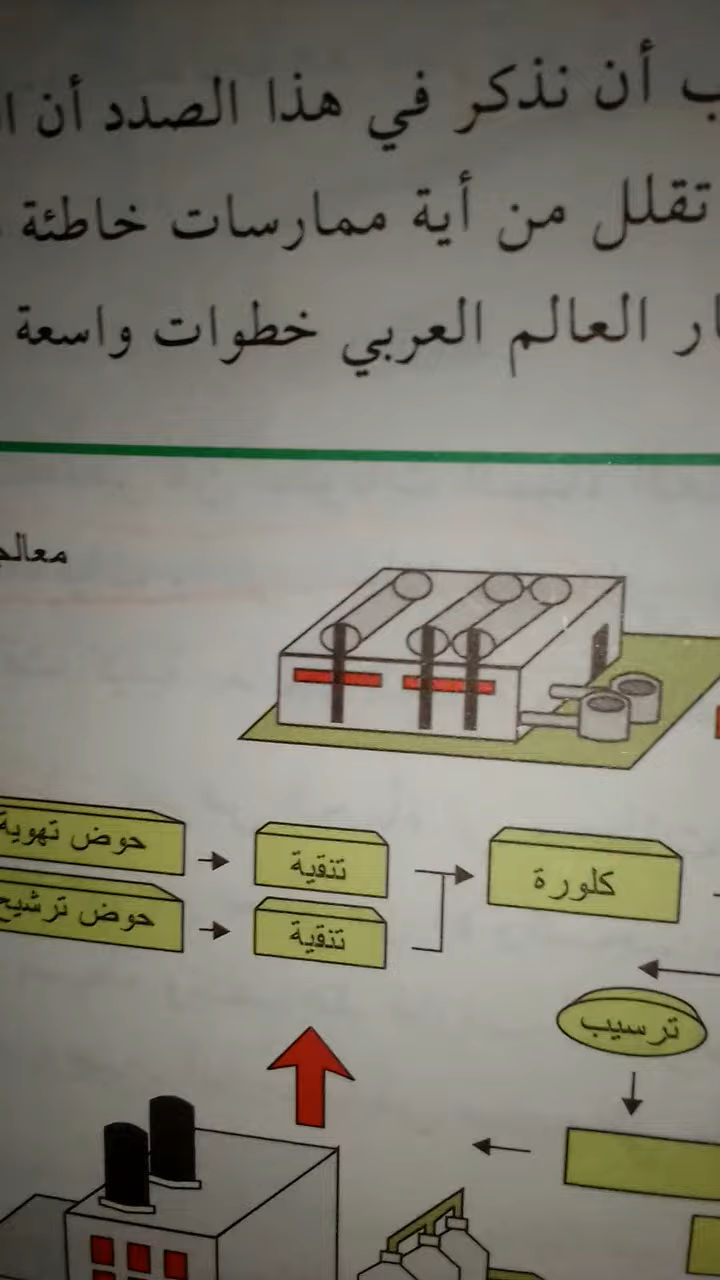 أن نذكر في هذا الصدد أن
تقلل من أية ممارسات خاطئة
العالم العربي خطوات واسعة
حوض تهوية
تنقية
كلورة
حوض ترشيح
تنقية
ترسيب